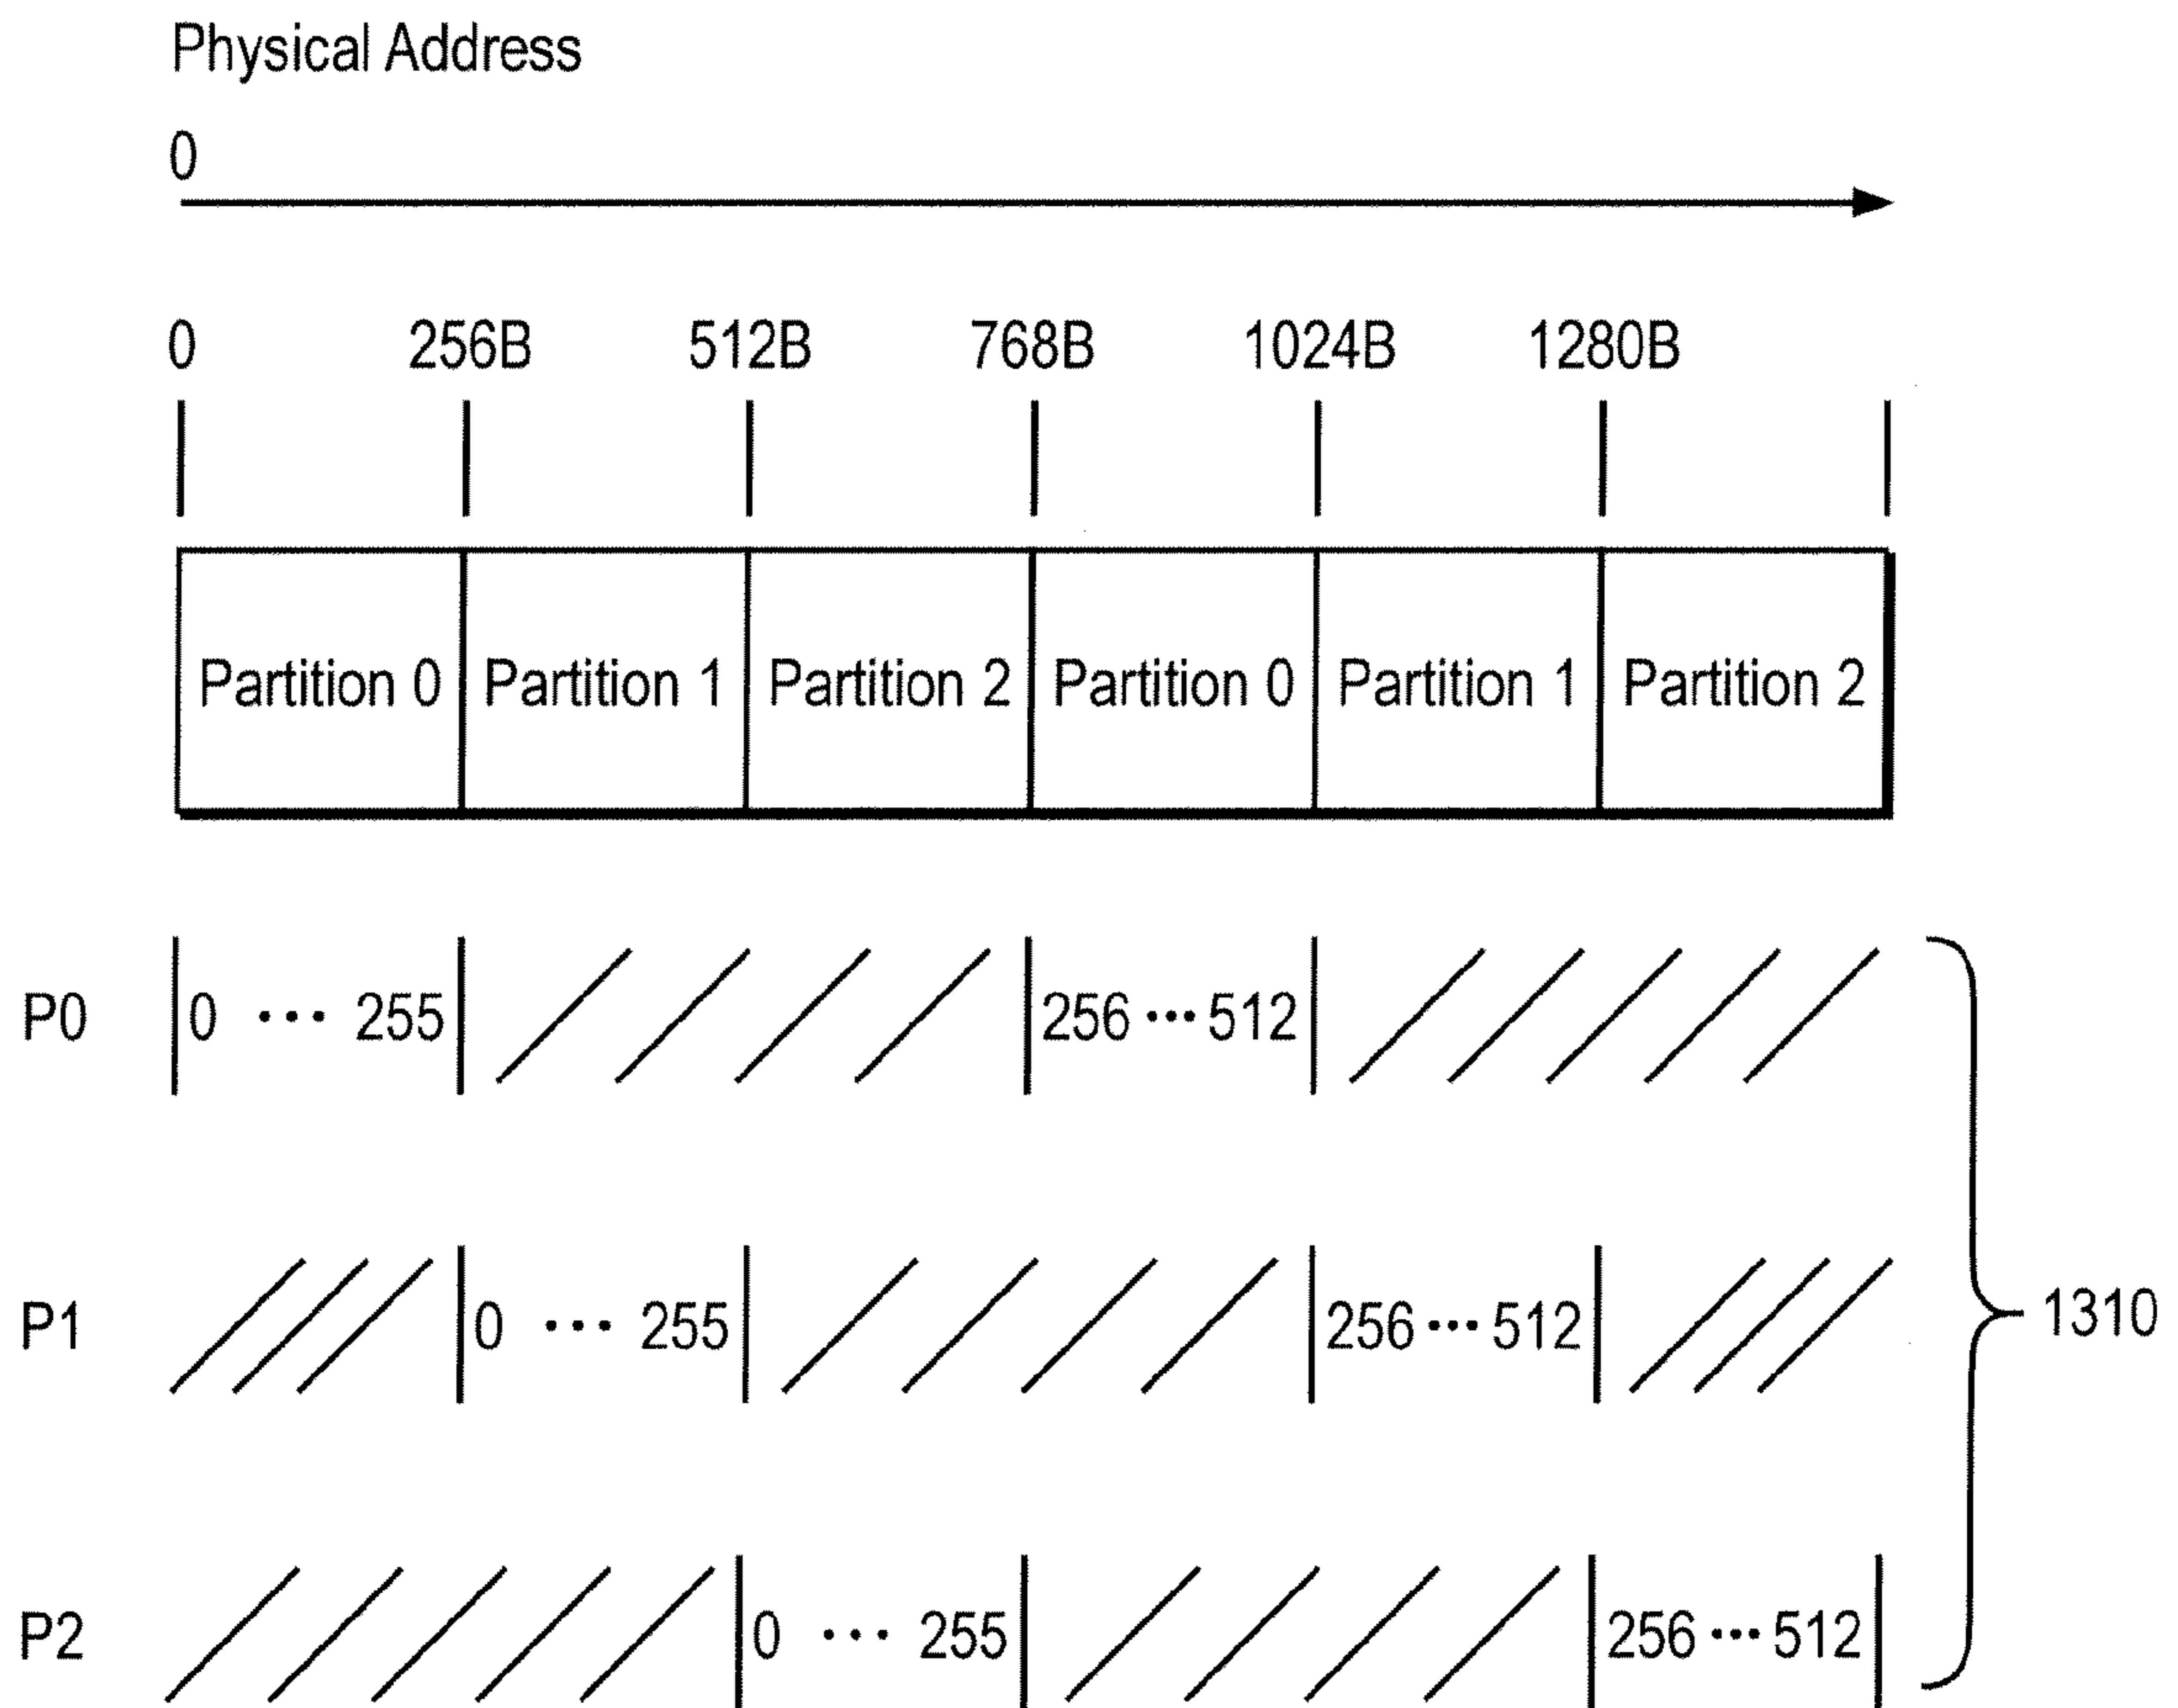 Physical Address
0
0 256B 512B 768B 1024B 1280B
Partition 0 Partition 1 Partition 2 Partition 0 Partition 1 Partition 2
P0 0 ••• 255 256 ••• 512
P1 0 ••• 255 256 ••• 512
1310
P2 0 ••• 255 256 ••• 512